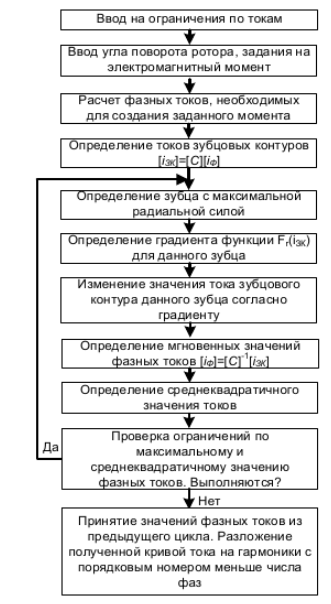 Ввод на ограничения по токам
Ввод угла поворота ротора, задания на
электромагнитный момент
Расчет фазных токов, необходимых
для создания заданного момента
Определение токов зубцовых контуров
[iЗК]=[C][iФ]
Определение зубца с максимальной
радиальной силой
Определение градиента функции Fr(iЗК)
для данного зубца
Изменение значения тока зубцового
контура данного зубца согласно
градиенту
Определение мгновенных значений
фазных токов [iФ]=[C]-1[iЗК]
Определение среднеквадратичного
значения токов
Да
Проверка ограничений по
максимальному и
среднеквадратичному значению
фазных токов. Выполняются?
Нет
Принятие значений фазных токов из
предыдущего цикла. Разложение
полученной кривой тока на гармоники с
порядковым номером меньше числа
фаз